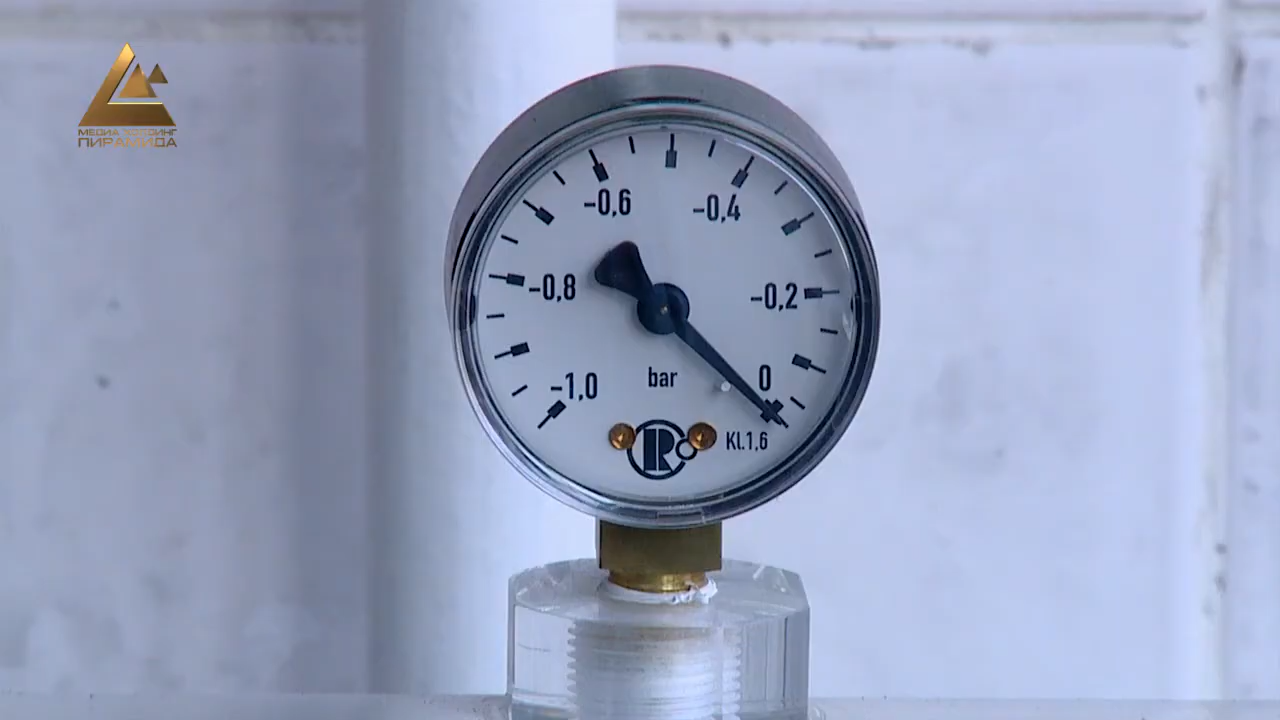 МЕДИА ХОЛДИНГ
ПИРАМИДА
-0,6
-0,4
-0,8
-0,2
-1,0
bar
0
R
Kl.1,6